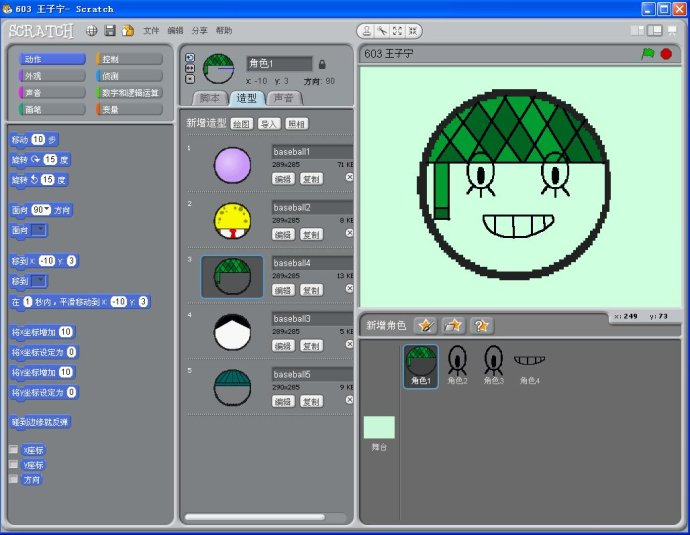 603 王子宁- Scratch
SCRATCH 文件 编辑 分享 帮助
动作 控制
外观 侦测
声音 数字和逻辑运算
画笔 变量
移动 10 步
旋转 15 度
旋转 15 度
面向 90 方向
面向
移到 x: -10 y: 3
移到
在 1 秒内，平滑移动到 x: -10 y: 3
将x坐标增加 10
将x坐标设定为 0
将y坐标增加 10
将y坐标设定为 0
碰到边缘就反弹
x座标
y座标
方向
角色1
x: -10 y: 3 方向: 90
脚本 造型 声音
新增造型 绘图 导入 照相
1 baseball1
289x285 71 KB
编辑 复制
2 baseball2
289x285 8 KB
编辑 复制
3 baseball4
289x285 13 KB
编辑 复制
4 baseball3
289x285 5 KB
编辑 复制
5 baseball5
290x285 9 KB
编辑 复制
603 王子宁
x: 249 y: 73
新增角色
角色1 角色2 角色3 角色4
舞台